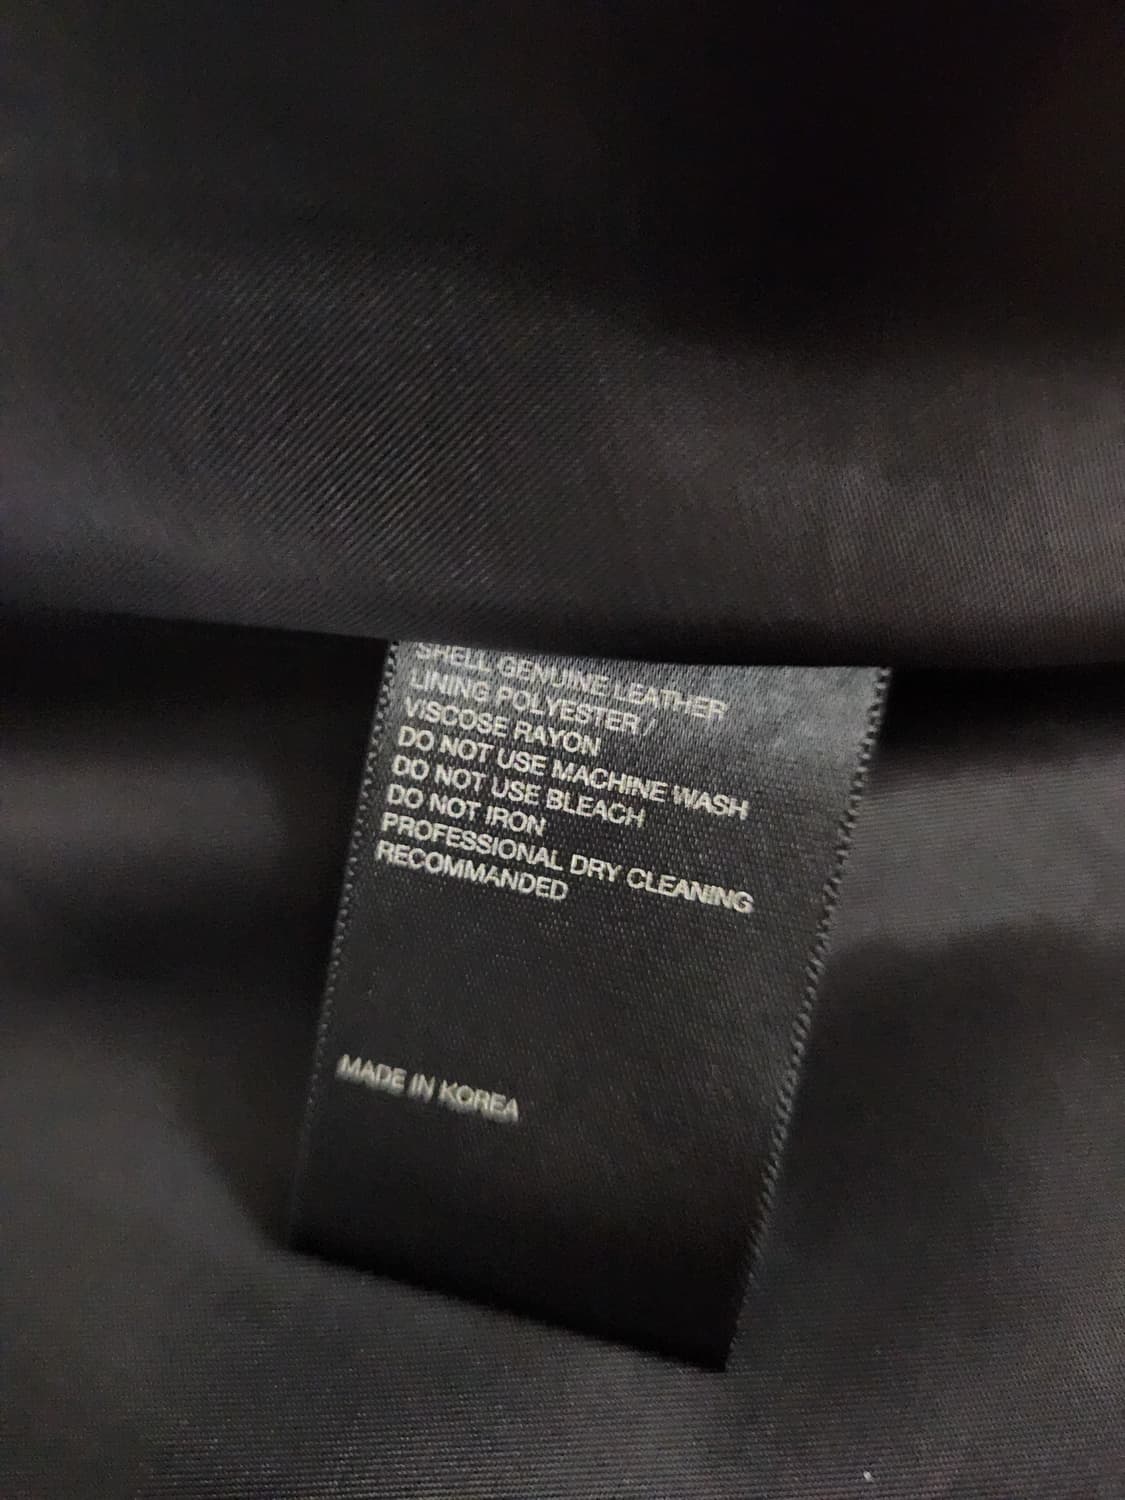 SHELL GENUINE LEATHER
LINING POLYESTER/
VISCOSE RAYON
DO NOT USE MACHINE WASH
DO NOT USE BLEACH
DO NOT IRON
PROFESSIONAL DRY CLEANING
RECOMMANDED
MADE IN KOREA